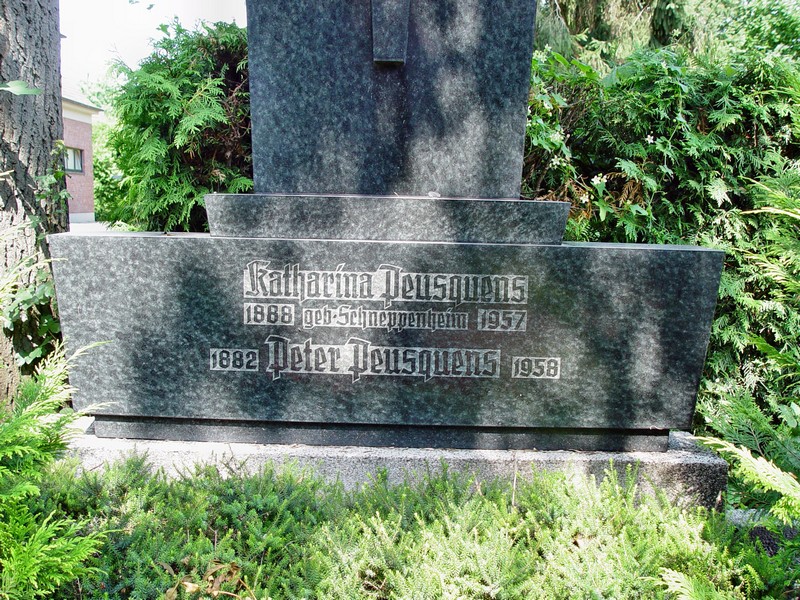 Katharina Peusquens
1888 geb·Schneppenheim 1957
1882 Peter Peusquens 1958